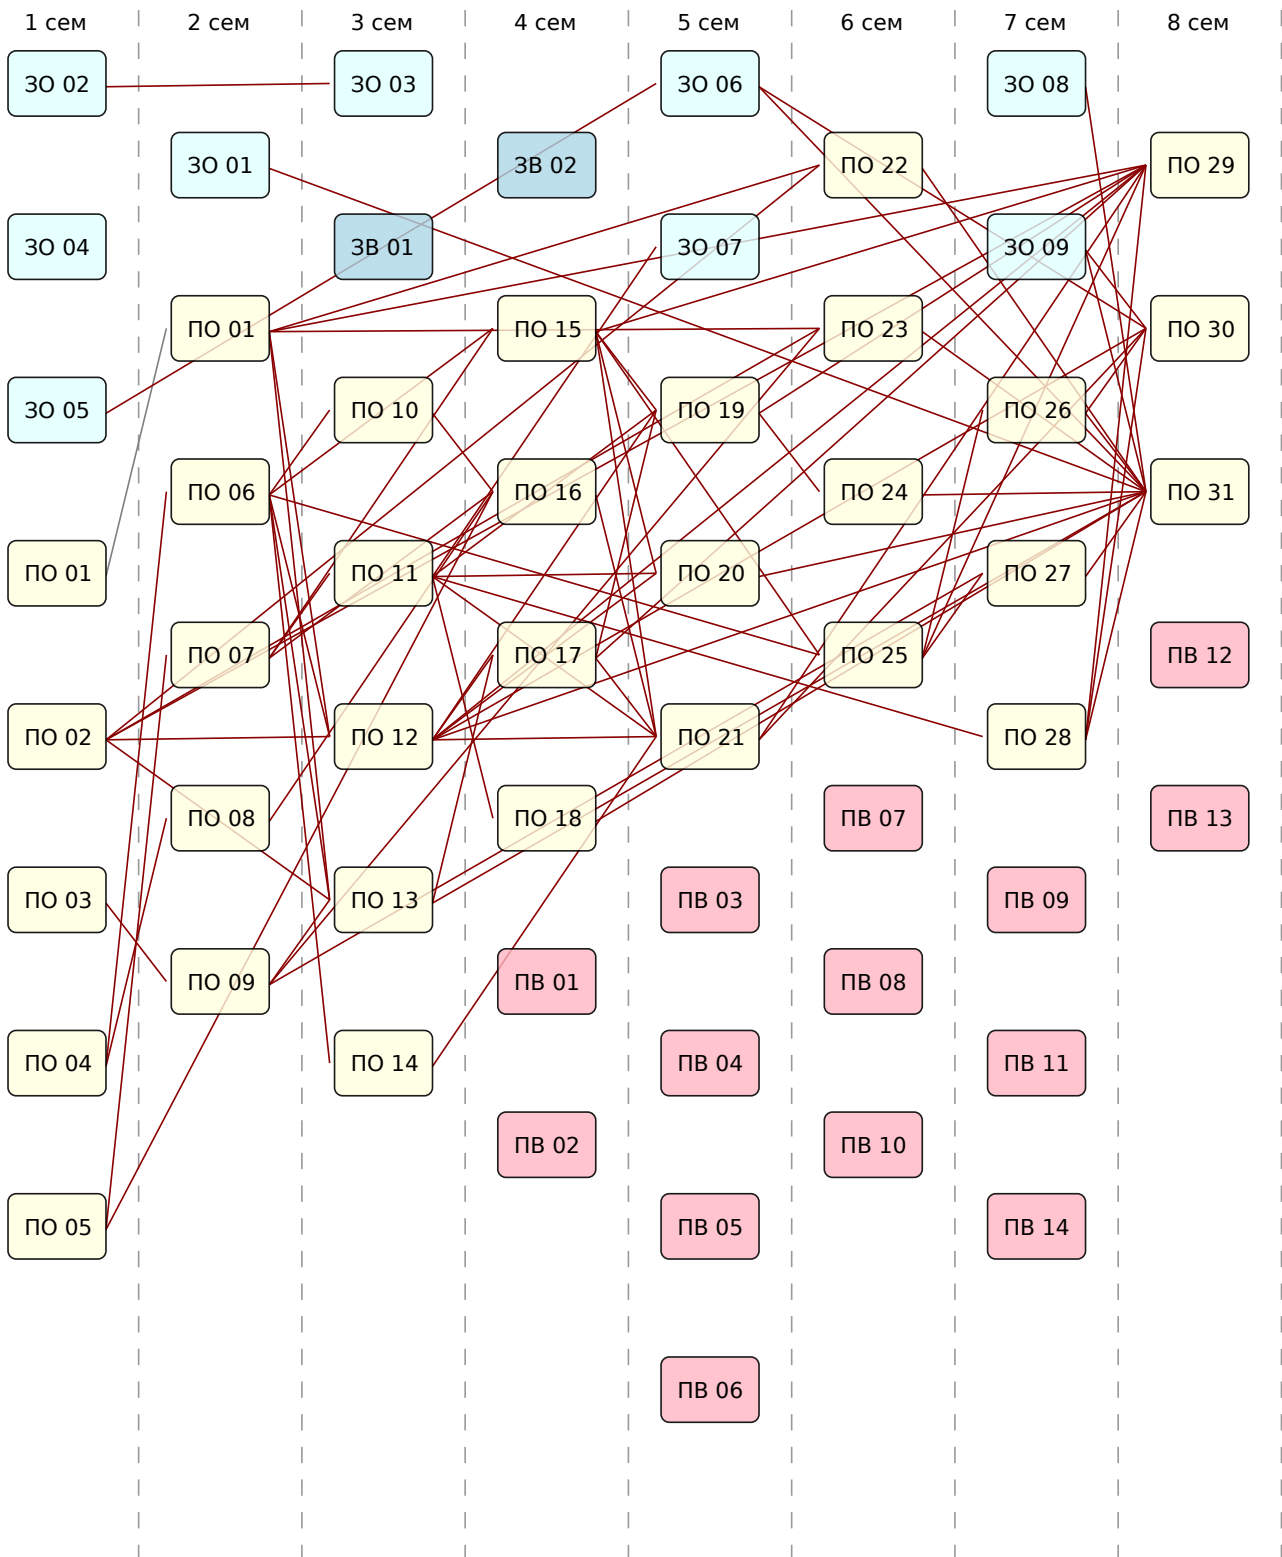 1 сем 2 сем 3 сем 4 сем 5 сем 6 сем 7 сем 8 сем
ЗО 02 ЗО 03 ЗО 06 ЗО 08
ЗО 01 ЗВ 02 ПО 22 ПО 29
ЗО 04 ЗВ 01 ЗО 07 ЗО 09
ПО 01 ПО 15 ПО 23 ПО 30
ЗО 05 ПО 10 ПО 19 ПО 26
ПО 06 ПО 16 ПО 24 ПО 31
ПО 01 ПО 11 ПО 20 ПО 27
ПО 07 ПО 17 ПО 25 ПВ 12
ПО 02 ПО 12 ПО 21 ПО 28
ПО 08 ПО 18 ПВ 07 ПВ 13
ПО 03 ПО 13 ПВ 03 ПВ 09
ПО 09 ПВ 01 ПВ 08
ПО 04 ПО 14 ПВ 04 ПВ 11
ПВ 02 ПВ 10
ПО 05 ПВ 05 ПВ 14
ПВ 06